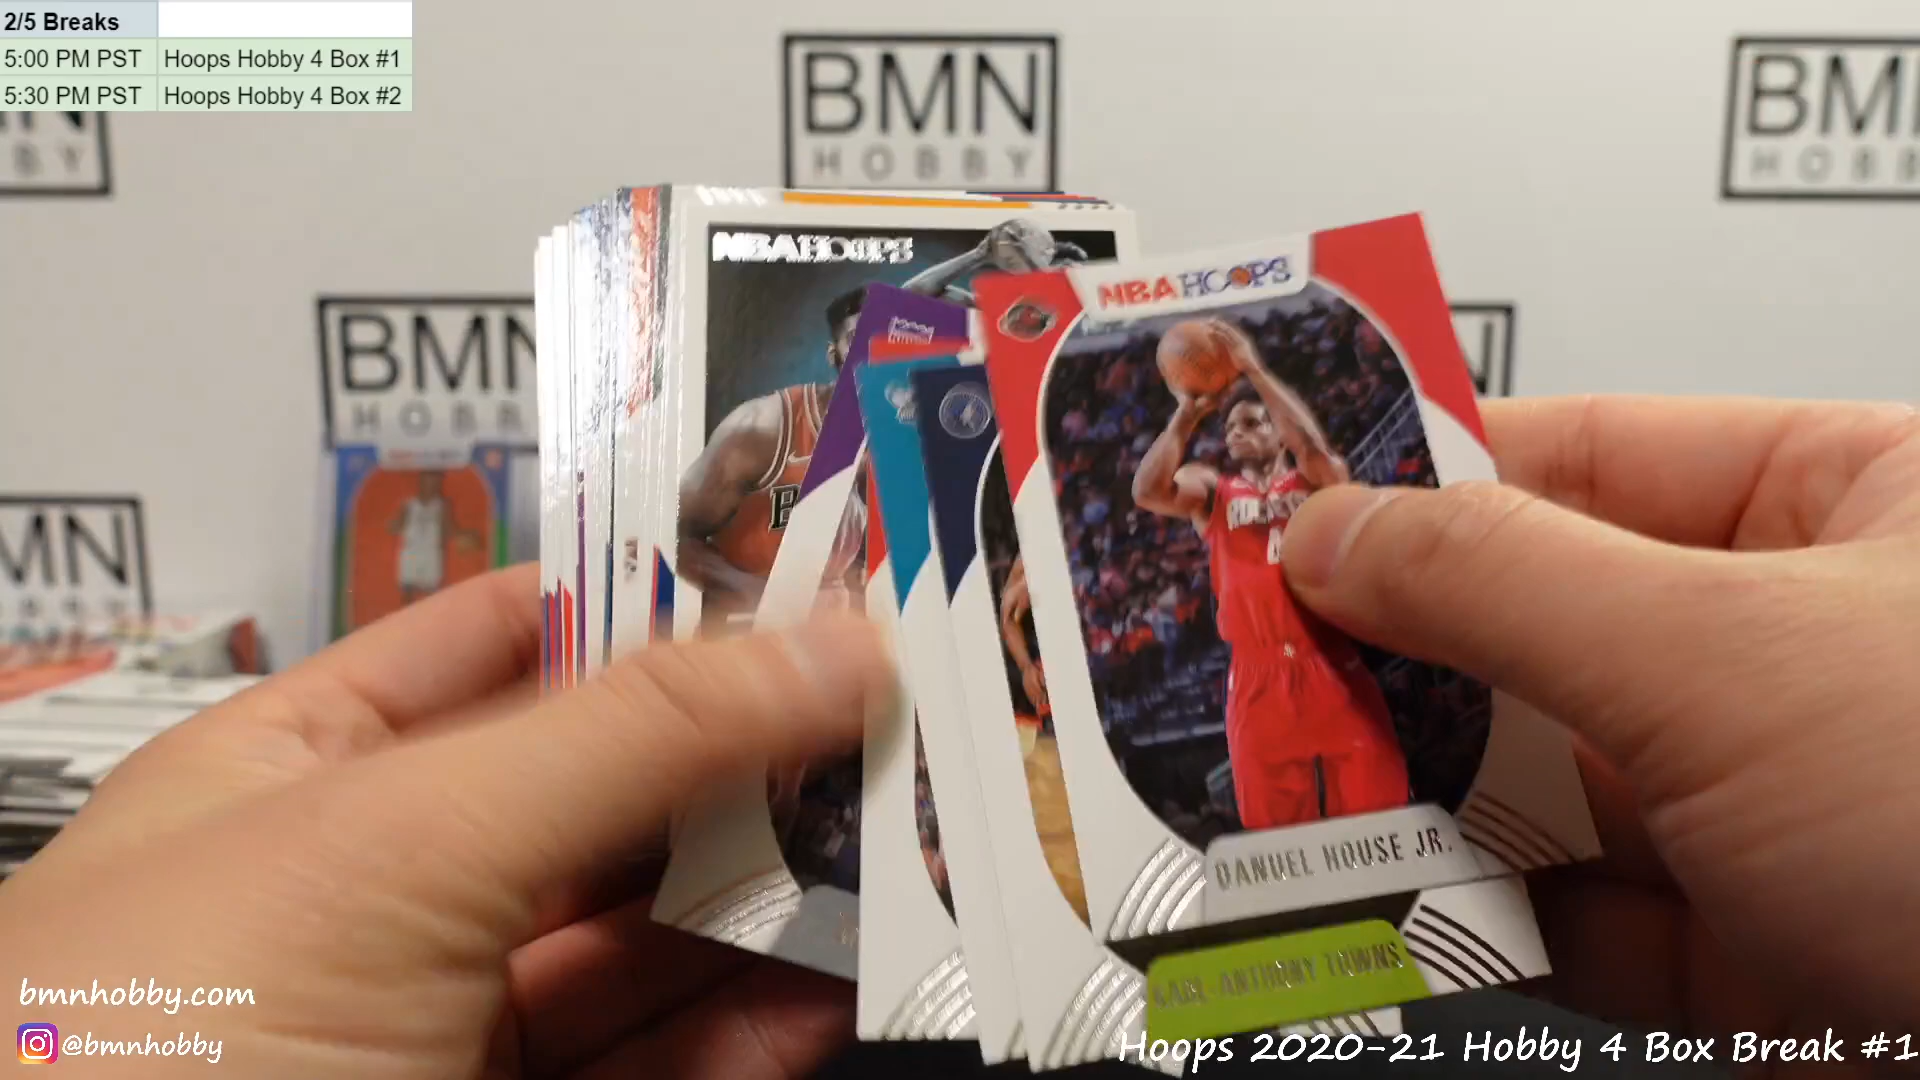 2/5 Breaks
5:00 PM PST Hoops Hobby 4 Box #1
5:30 PM PST Hoops Hobby 4 Box #2
BMN
HOBBY
BMN
HOBBY
NBA HOOPS
NBA HOOPS
DANUEL HOUSE JR.
KARL-ANTHONY TOWNS
bmnhobby.com
@bmnhobby
Hoops 2020-21 Hobby 4 Box Break #1